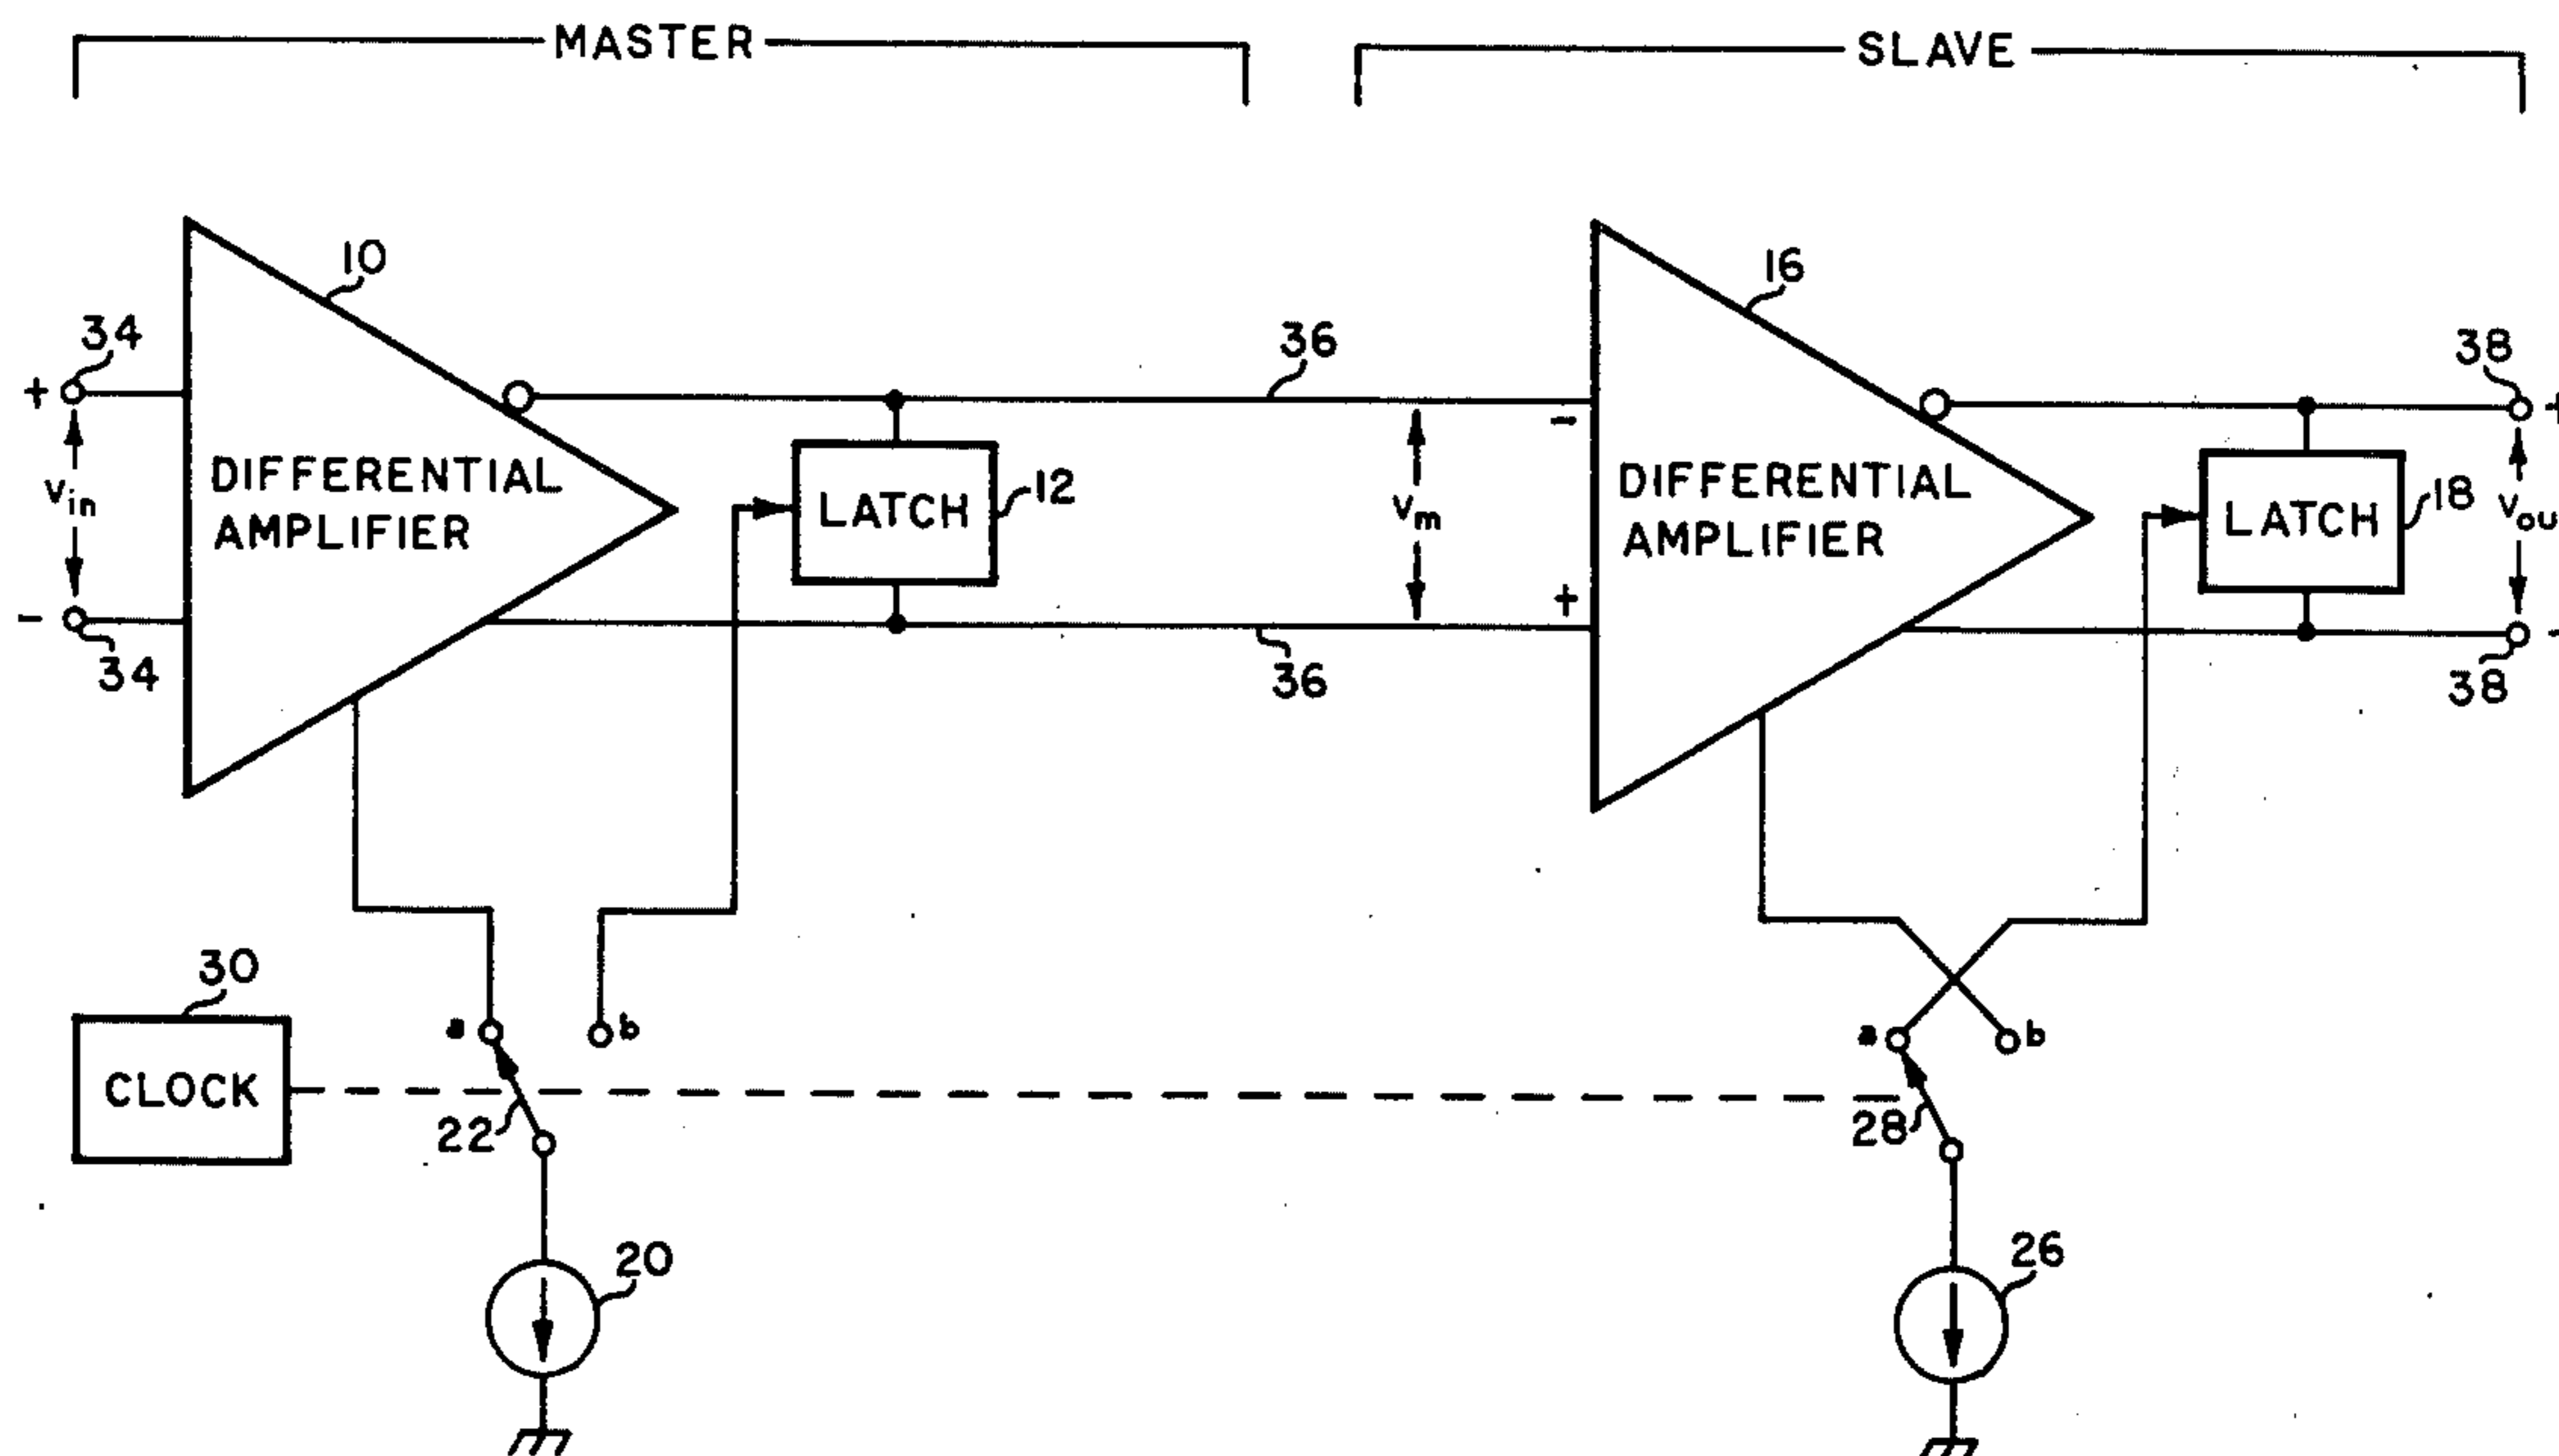 MASTER
SLAVE
10
16
34
36
38
+
+
-
DIFFERENTIAL
AMPLIFIER
LATCH
12
DIFFERENTIAL
AMPLIFIER
LATCH
18
v_in
v_m
v_ou
-
+
-
34
36
38
30
CLOCK
a
b
a
b
22
28
20
26